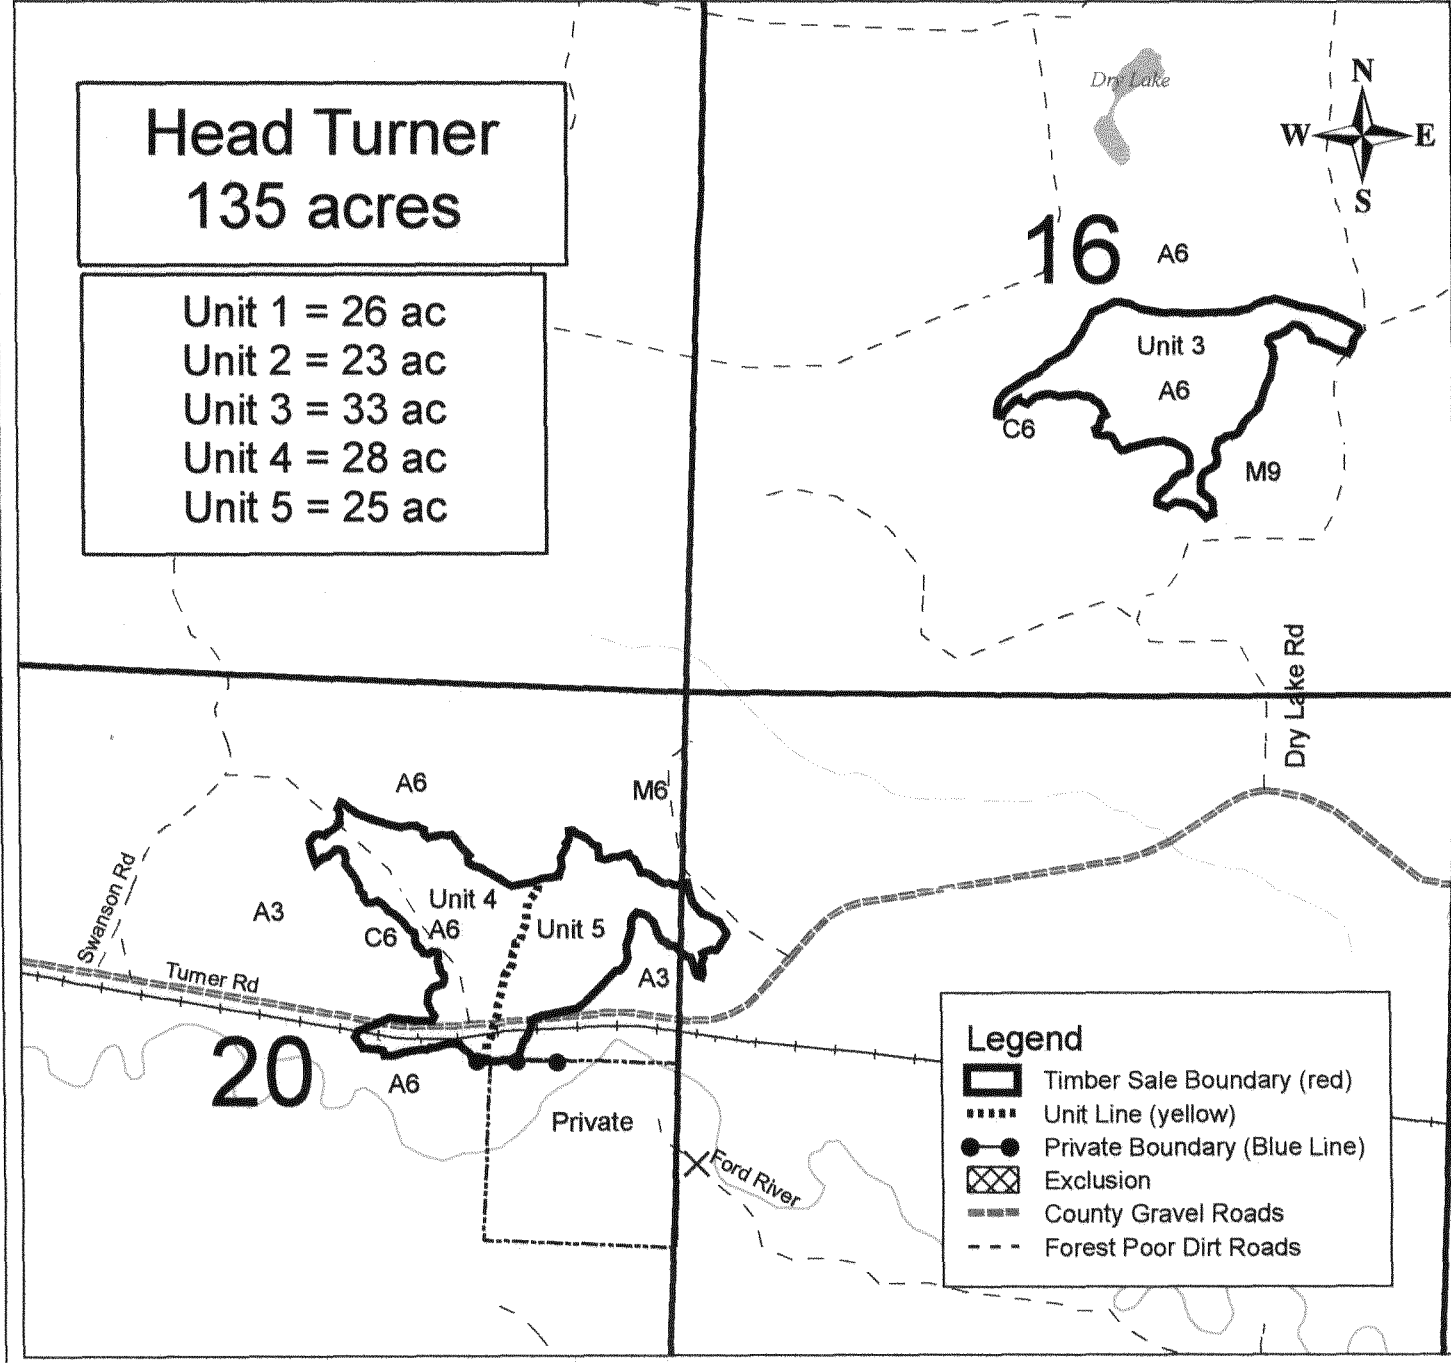 Head Turner
135 acres
Unit 1 = 26 ac
Unit 2 = 23 ac
Unit 3 = 33 ac
Unit 4 = 28 ac
Unit 5 = 25 ac
Dry Lake
N
W E
S
16
A6
Unit 3
A6
C6
M9
Dry Lake Rd
A6
M6
Swanson Rd
Unit 4
A3
C6
A6
Unit 5
A3
Turner Rd
20
A6
Private
Ford River
Legend
Timber Sale Boundary (red)
Unit Line (yellow)
Private Boundary (Blue Line)
Exclusion
County Gravel Roads
Forest Poor Dirt Roads